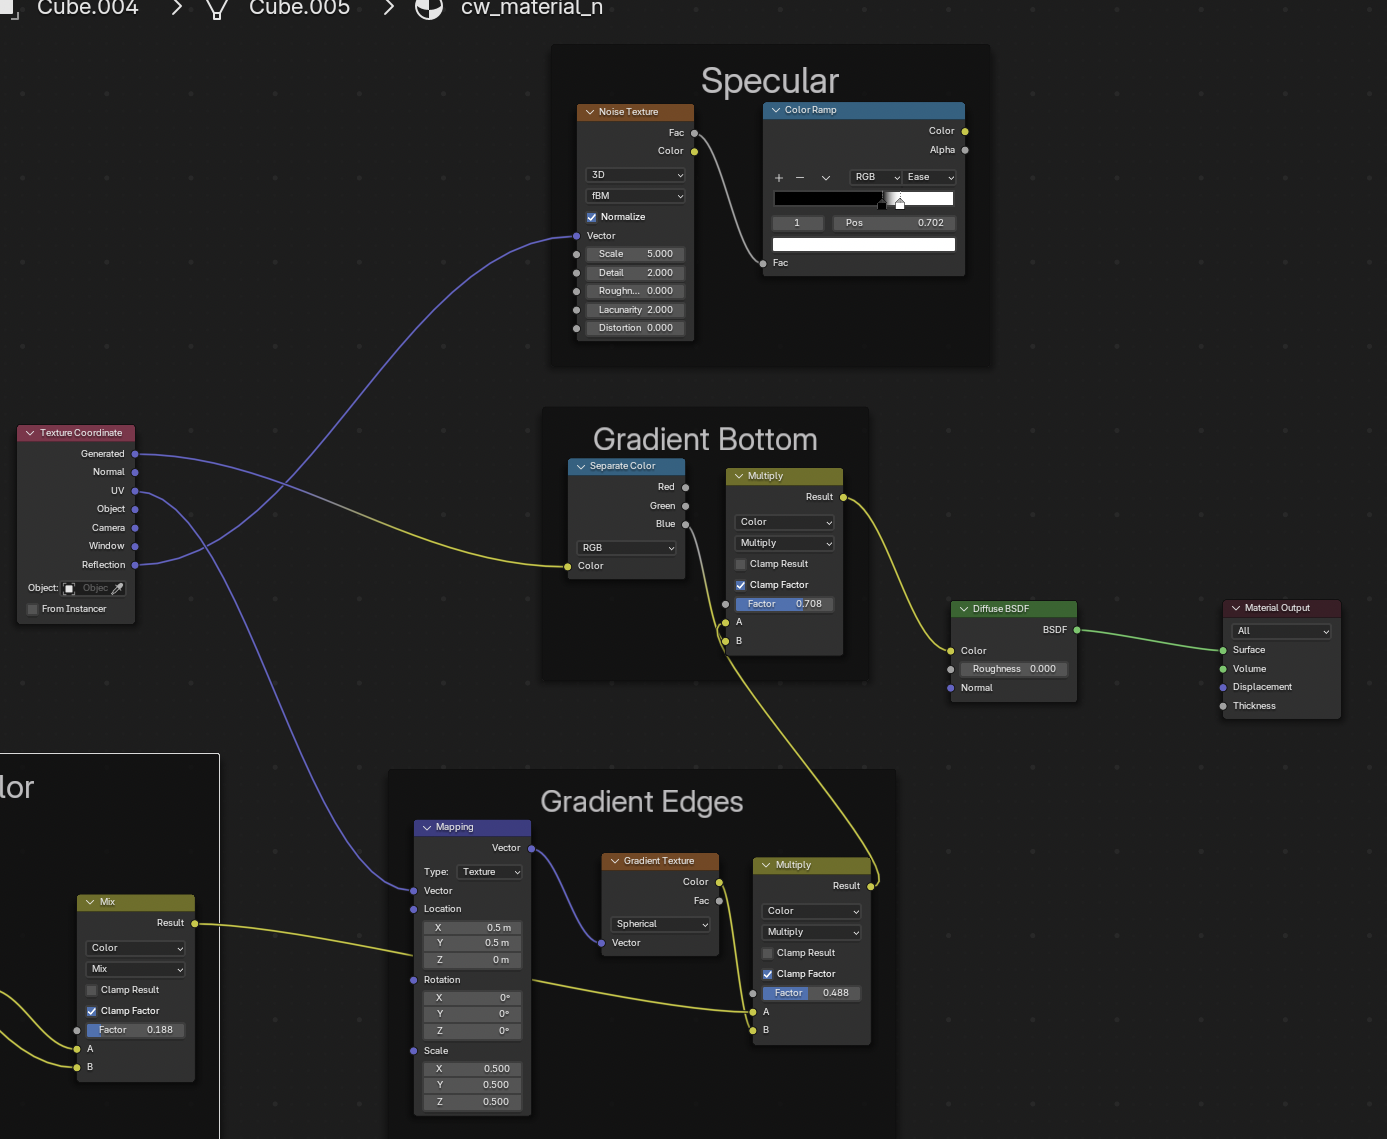 Cube.004 > Cube.005 > cw_material_n
Specular
Noise Texture
Fac
Color
3D
fBM
Normalize
Vector
Scale 5.000
Detail 2.000
Roughn... 0.000
Lacunarity 2.000
Distortion 0.000
Color Ramp
Color
Alpha
+ − RGB Ease
1 Pos 0.702
Fac
Texture Coordinate
Generated
Normal
UV
Object
Camera
Window
Reflection
Object: Objec
From Instancer
Gradient Bottom
Separate Color
Red
Green
Blue
RGB
Color
Multiply
Result
Color
Multiply
Clamp Result
Clamp Factor
Factor 0.708
A
B
Diffuse BSDF
BSDF
Color
Roughness 0.000
Normal
Material Output
All
Surface
Volume
Displacement
Thickness
lor
Mix
Result
Color
Mix
Clamp Result
Clamp Factor
Factor 0.188
A
B
Gradient Edges
Mapping
Vector
Type: Texture
Vector
Location
X 0.5 m
Y 0.5 m
Z 0 m
Rotation
X 0°
Y 0°
Z 0°
Scale
X 0.500
Y 0.500
Z 0.500
Gradient Texture
Color
Fac
Spherical
Vector
Multiply
Result
Color
Multiply
Clamp Result
Clamp Factor
Factor 0.488
A
B